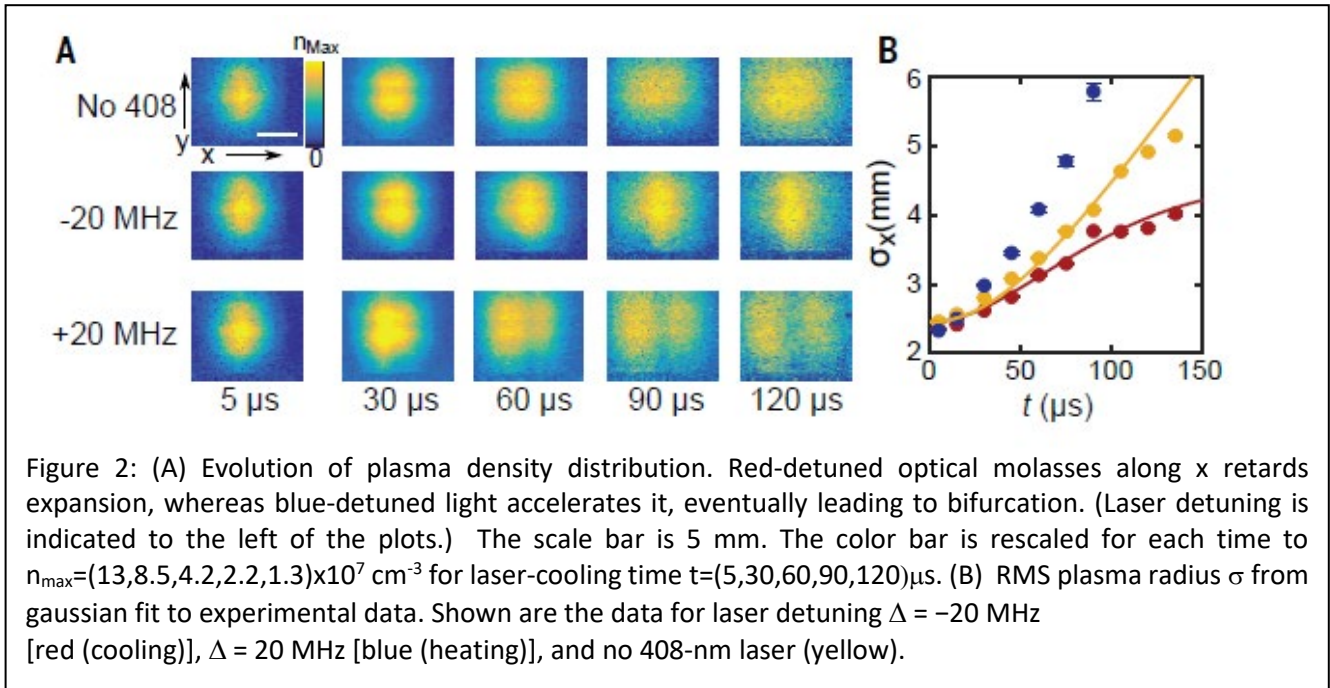 A
n_Max
No 408
y
x
0
-20 MHz
+20 MHz
5 µs
30 µs
60 µs
90 µs
120 µs
B
6
5
4
3
2
σx(mm)
0
50
100
150
t (µs)
Figure 2: (A) Evolution of plasma density distribution. Red-detuned optical molasses along x retards
expansion, whereas blue-detuned light accelerates it, eventually leading to bifurcation. (Laser detuning is
indicated to the left of the plots.) The scale bar is 5 mm. The color bar is rescaled for each time to
nmax=(13,8.5,4.2,2.2,1.3)x10⁷ cm⁻³ for laser-cooling time t=(5,30,60,90,120)µs. (B) RMS plasma radius σ from
gaussian fit to experimental data. Shown are the data for laser detuning Δ = −20 MHz
[red (cooling)], Δ = 20 MHz [blue (heating)], and no 408-nm laser (yellow).